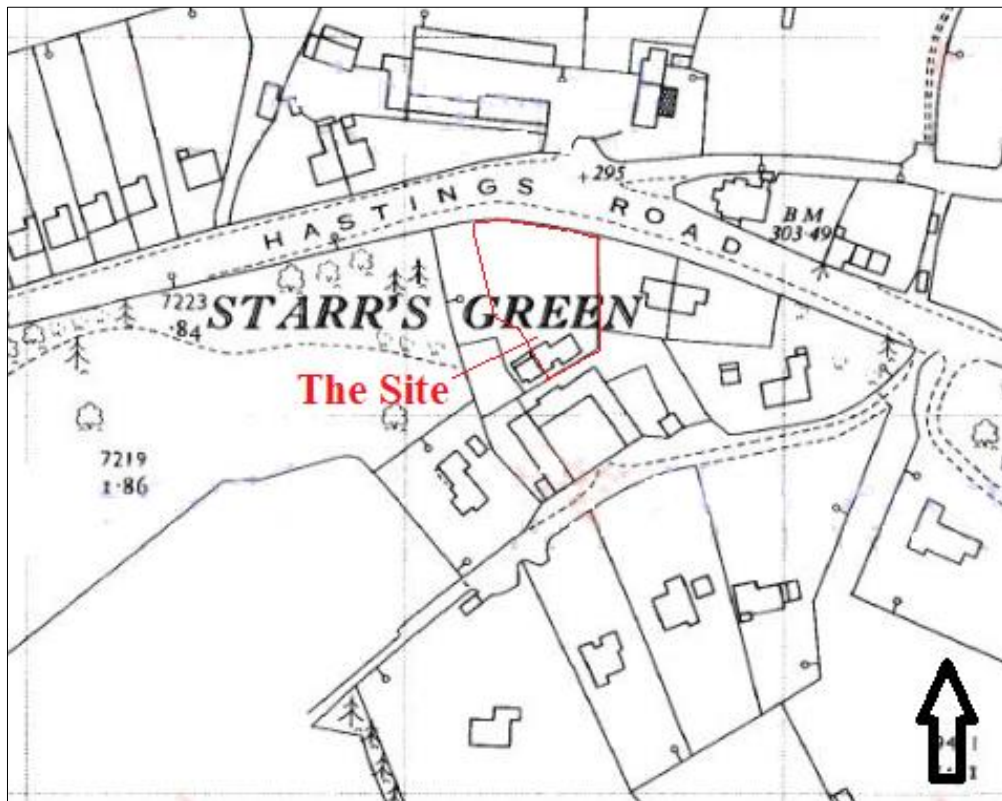 HASTINGS ROAD
+295
BM
303·49
7223
·84
STARR'S GREEN
The Site
7219
1·86